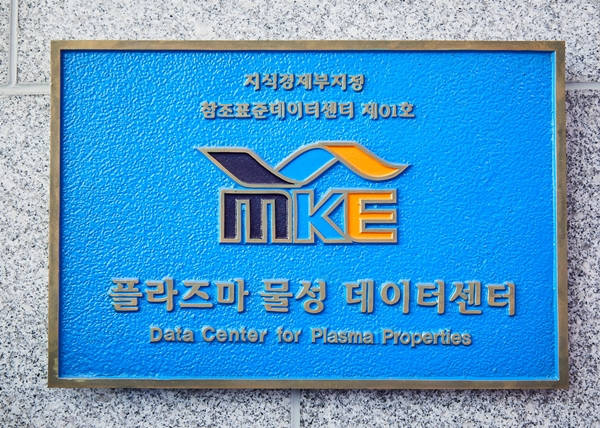 지식경제부지정
참조표준데이터센터 제01호
MKE
플라즈마 물성 데이터센터
Data Center for Plasma Properties